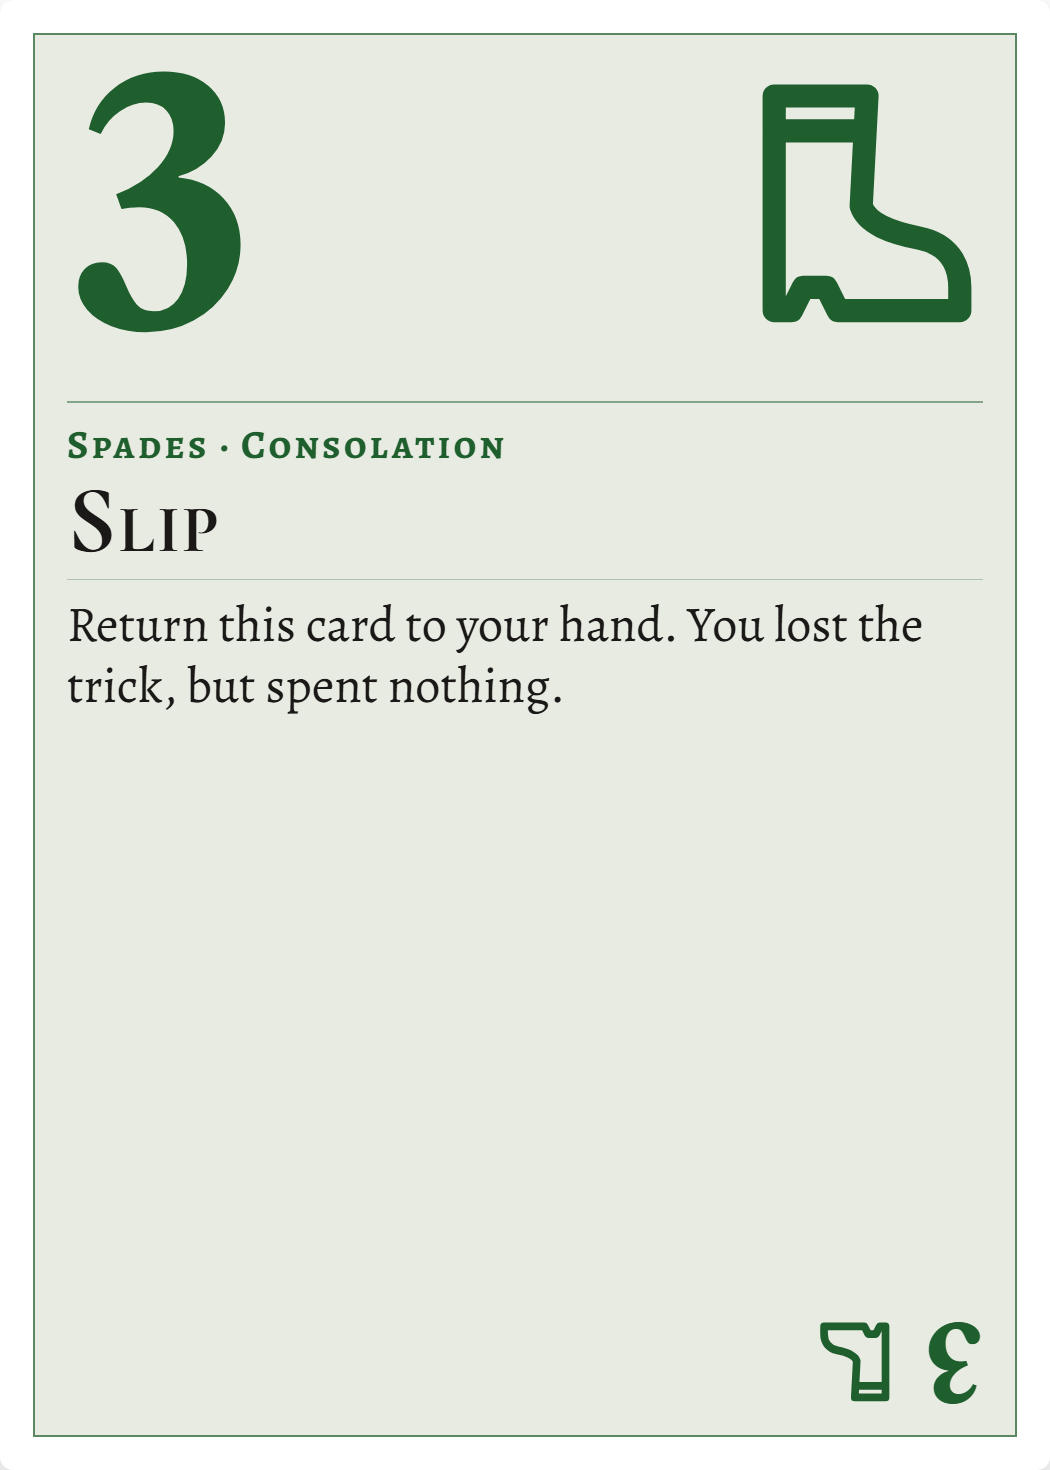 3
Spades · Consolation
Slip
Return this card to your hand. You lost the
trick, but spent nothing.
3